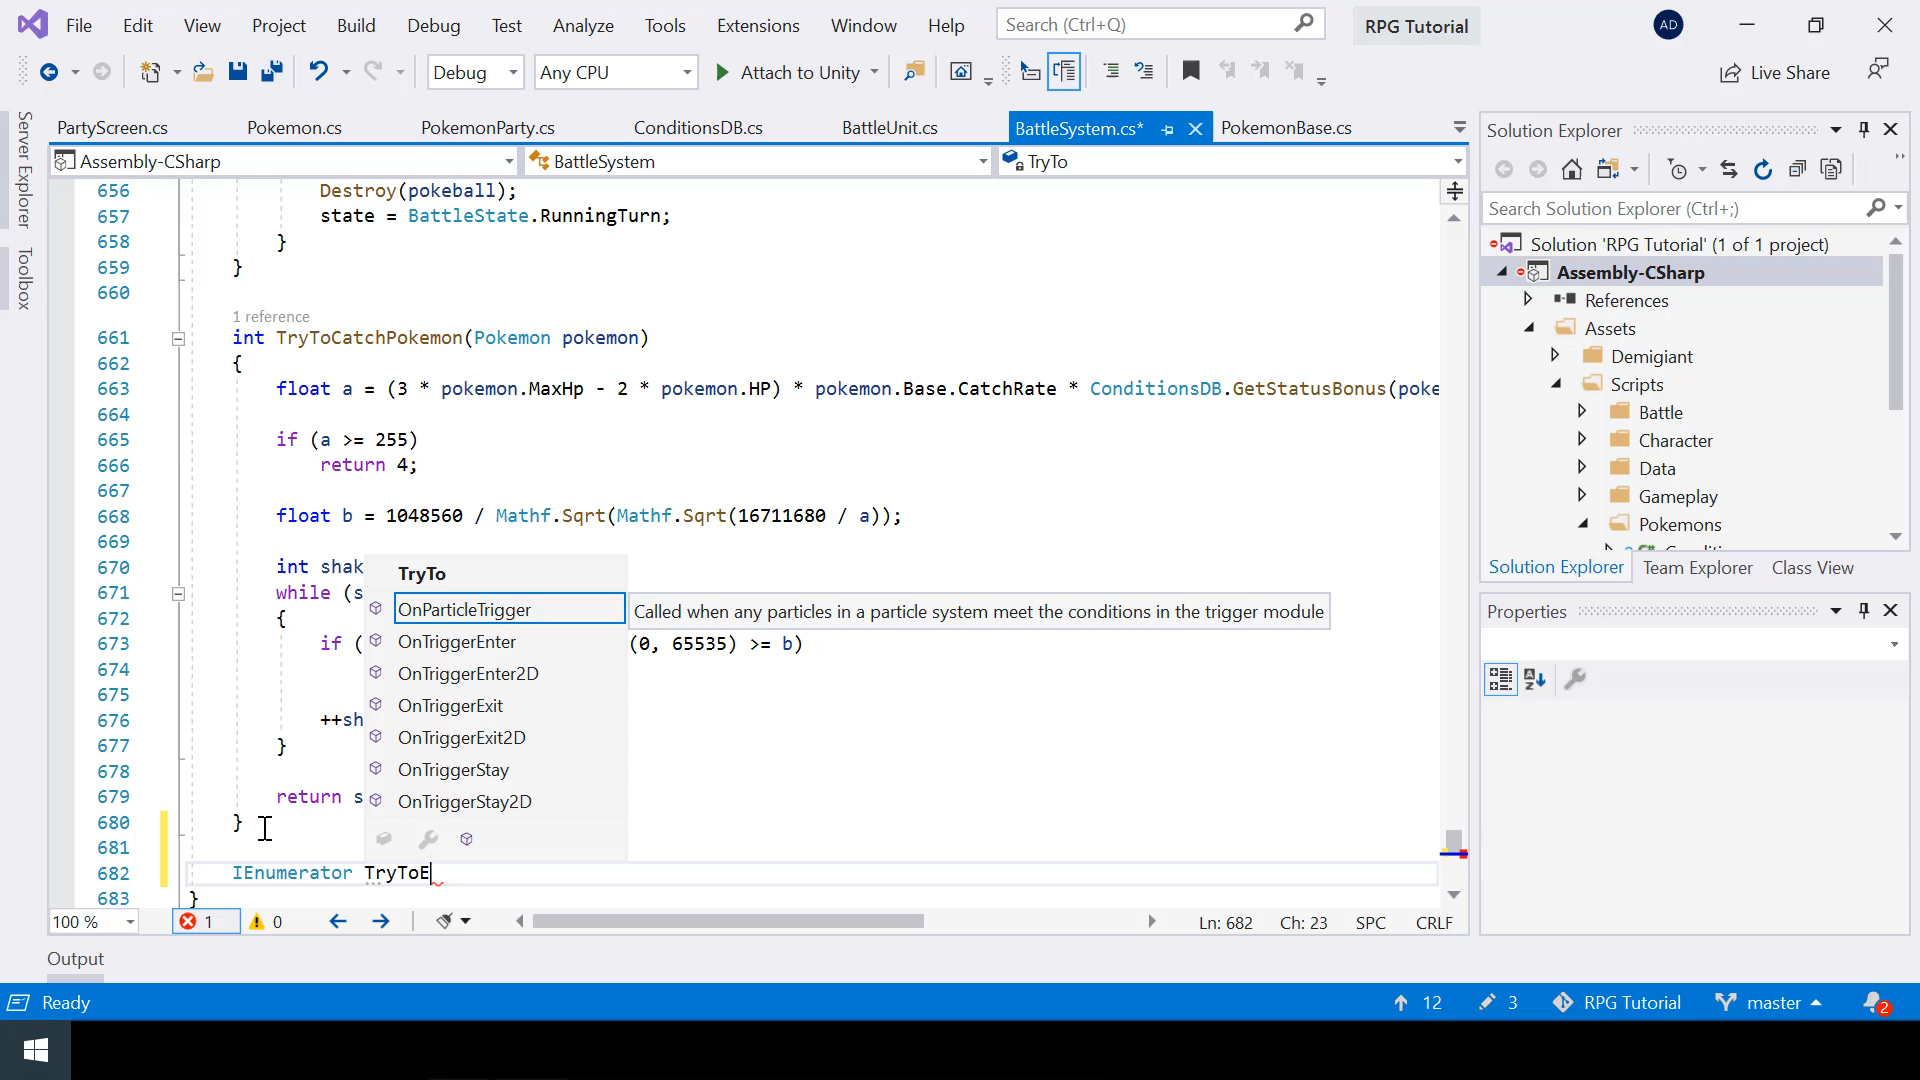 File Edit View Project Build Debug Test Analyze Tools Extensions Window Help Search (Ctrl+Q) RPG Tutorial AD
Debug Any CPU Attach to Unity Live Share
Server Explorer
Toolbox
PartyScreen.cs Pokemon.cs PokemonParty.cs ConditionsDB.cs BattleUnit.cs BattleSystem.cs* PokemonBase.cs
Assembly-CSharp BattleSystem TryTo
656 Destroy(pokeball);
657 state = BattleState.RunningTurn;
658 }
659 }
660
1 reference
661 int TryToCatchPokemon(Pokemon pokemon)
662 {
663 float a = (3 * pokemon.MaxHp - 2 * pokemon.HP) * pokemon.Base.CatchRate * ConditionsDB.GetStatusBonus(poke
664
665 if (a >= 255)
666 return 4;
667
668 float b = 1048560 / Mathf.Sqrt(Mathf.Sqrt(16711680 / a));
669
670 int shak
671 while (s
672 {
673 if ( (0, 65535) >= b)
674
675
676 ++sh
677 }
678
679 return s
680 }
681
682 IEnumerator TryToE
683 }
TryTo
OnParticleTrigger
OnTriggerEnter
OnTriggerEnter2D
OnTriggerExit
OnTriggerExit2D
OnTriggerStay
OnTriggerStay2D
Called when any particles in a particle system meet the conditions in the trigger module
100 % 1 0 Ln: 682 Ch: 23 SPC CRLF
Output
Solution Explorer
Search Solution Explorer (Ctrl+;)
Solution 'RPG Tutorial' (1 of 1 project)
Assembly-CSharp
References
Assets
Demigiant
Scripts
Battle
Character
Data
Gameplay
Pokemons
Solution Explorer Team Explorer Class View
Properties
Ready 12 3 RPG Tutorial master 2